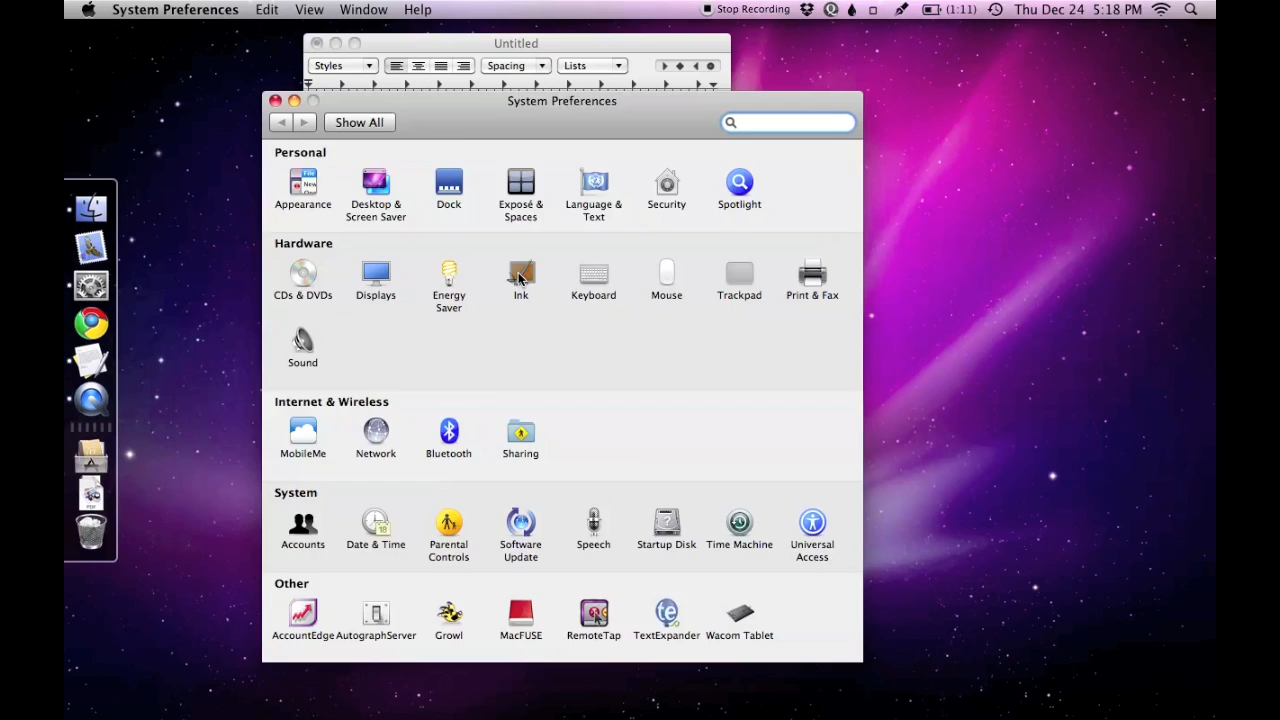 System Preferences Edit View Window Help Stop Recording (1:11) Thu Dec 24 5:18 PM
Untitled
Styles Spacing Lists
System Preferences
Show All
Personal
Appearance Desktop & Screen Saver Dock Exposé & Spaces Language & Text Security Spotlight
Hardware
CDs & DVDs Displays Energy Saver Ink Keyboard Mouse Trackpad Print & Fax
Sound
Internet & Wireless
MobileMe Network Bluetooth Sharing
System
Accounts Date & Time Parental Controls Software Update Speech Startup Disk Time Machine Universal Access
Other
AccountEdge AutographServer Growl MacFUSE RemoteTap TextExpander Wacom Tablet